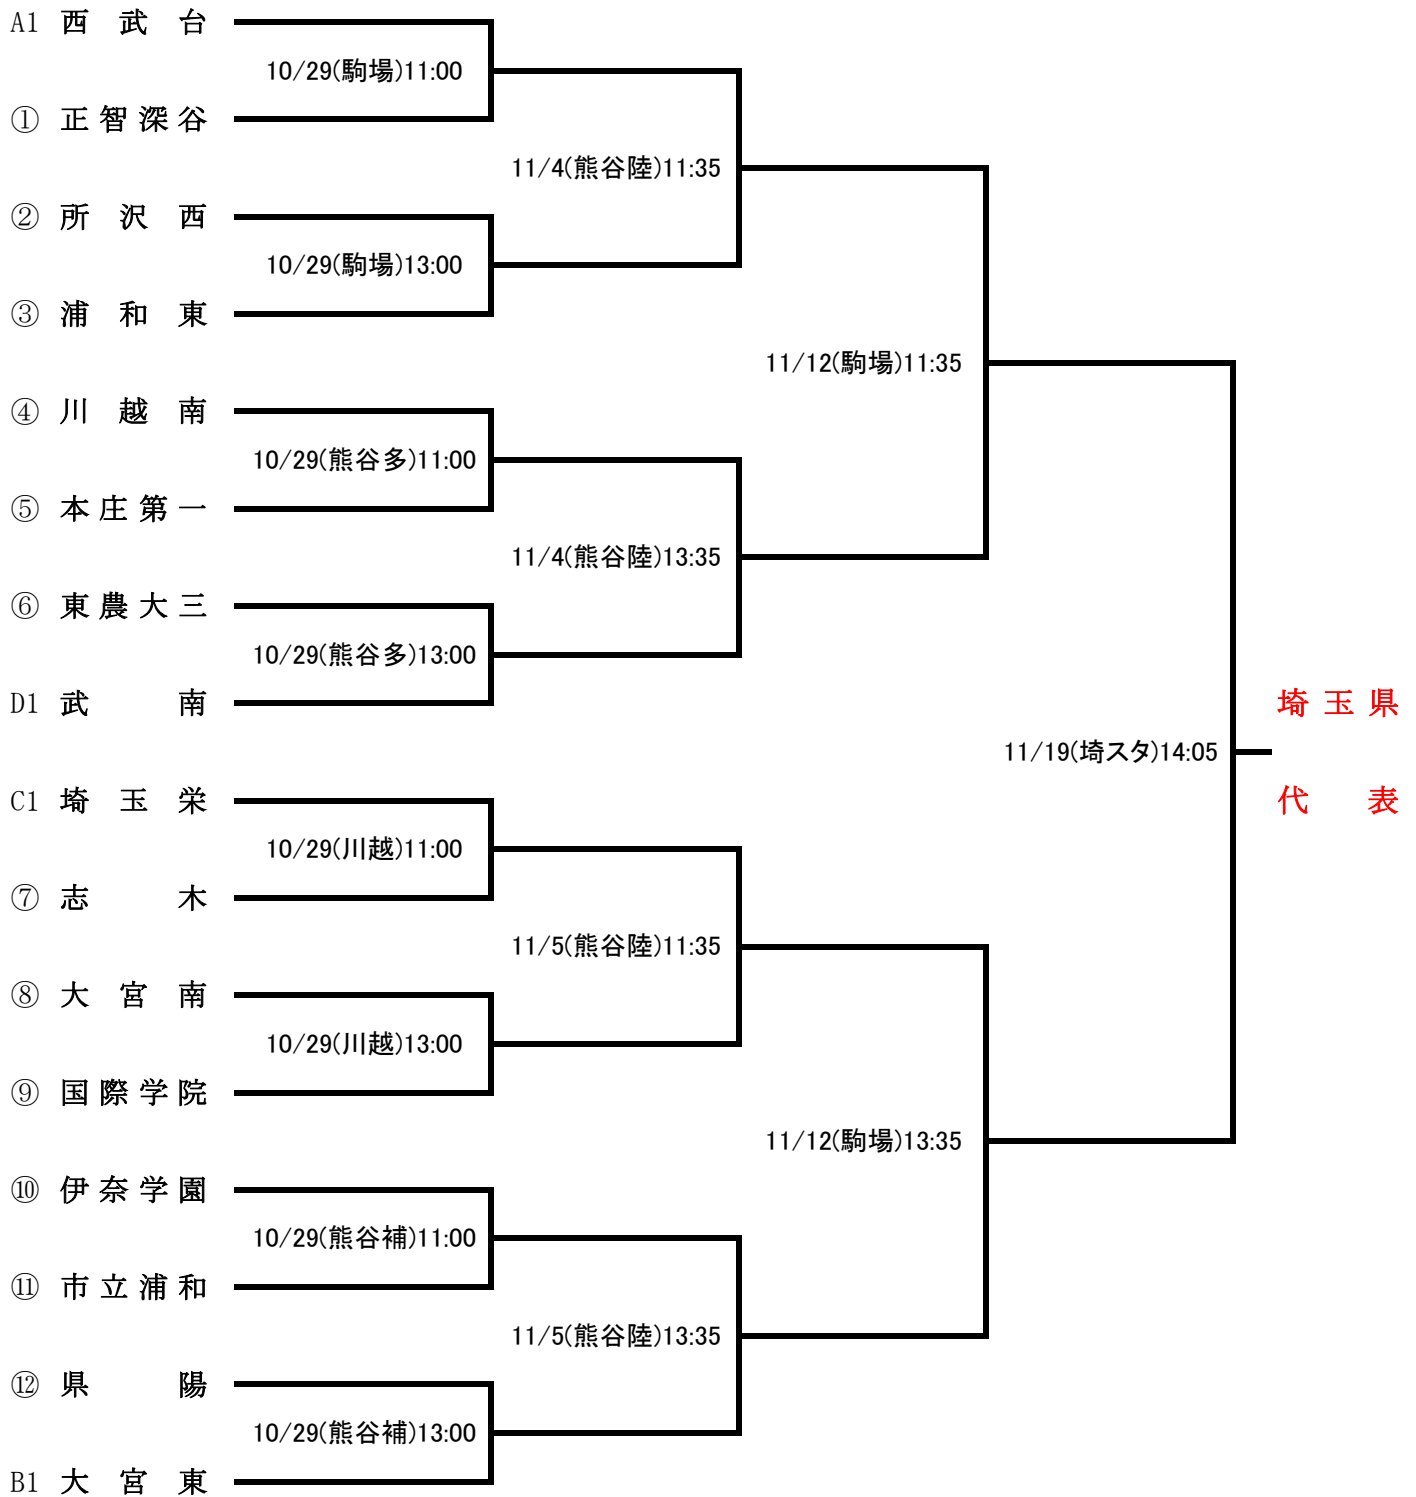 A1 西武台
10/29(駒場)11:00
① 正智深谷
11/4(熊谷陸)11:35
② 所沢西
10/29(駒場)13:00
③ 浦和東
11/12(駒場)11:35
④ 川越南
10/29(熊谷多)11:00
⑤ 本庄第一
11/4(熊谷陸)13:35
⑥ 東農大三
10/29(熊谷多)13:00
D1 武南
埼玉県
11/19(埼スタ)14:05
C1 埼玉栄
代表
10/29(川越)11:00
⑦ 志木
11/5(熊谷陸)11:35
⑧ 大宮南
10/29(川越)13:00
⑨ 国際学院
11/12(駒場)13:35
⑩ 伊奈学園
10/29(熊谷補)11:00
⑪ 市立浦和
11/5(熊谷陸)13:35
⑫ 県陽
10/29(熊谷補)13:00
B1 大宮東